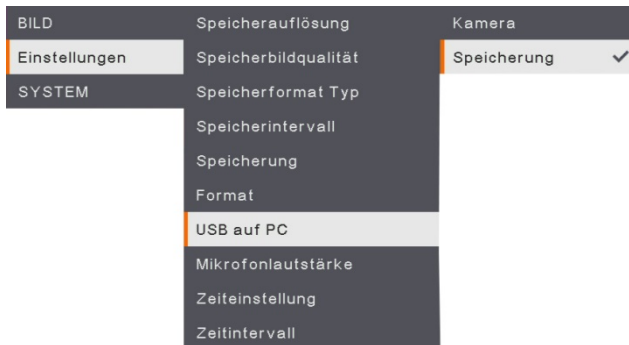 BILD
Einstellungen
SYSTEM
Speicherauflösung
Speicherbildqualität
Speicherformat Typ
Speicherintervall
Speicherung
Format
USB auf PC
Mikrofonlautstärke
Zeiteinstellung
Zeitintervall
Kamera
Speicherung